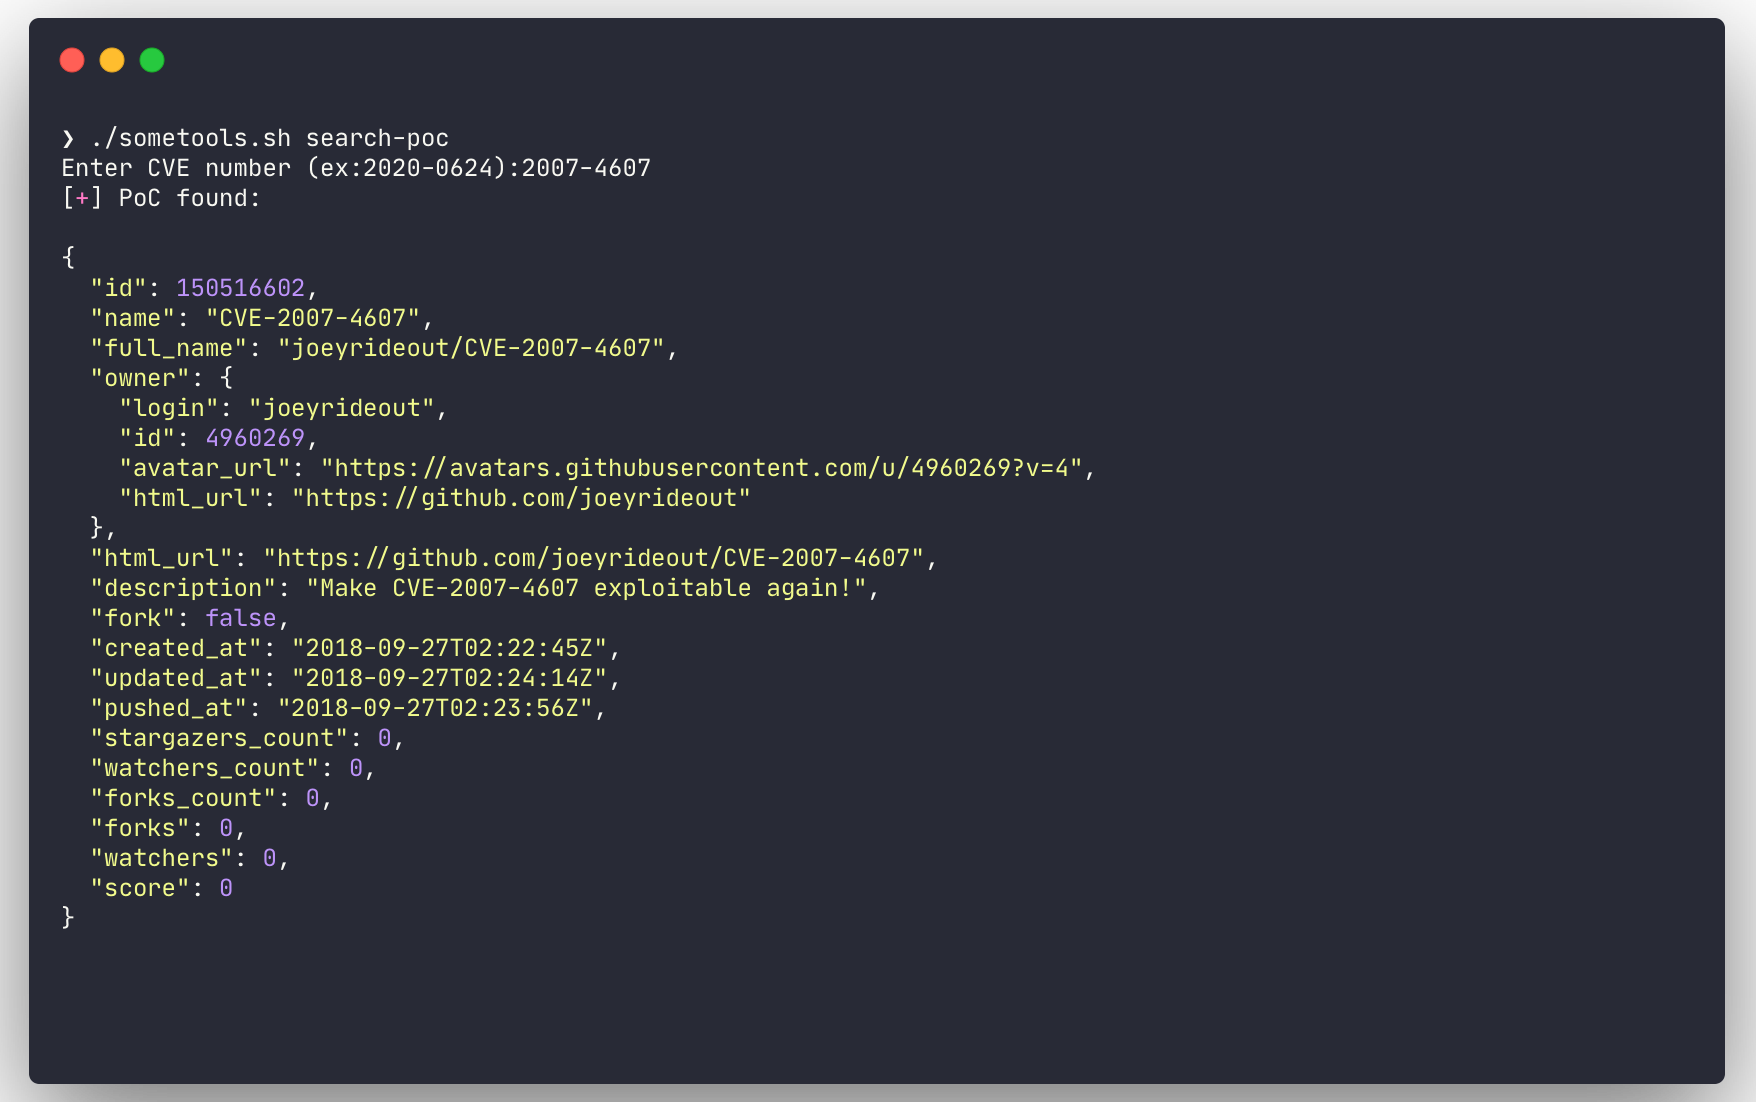 ❯ ./sometools.sh search-poc
Enter CVE number (ex:2020-0624):2007-4607
[+] PoC found:
{
"id": 150516602,
"name": "CVE-2007-4607",
"full_name": "joeyrideout/CVE-2007-4607",
"owner": {
"login": "joeyrideout",
"id": 4960269,
"avatar_url": "https://avatars.githubusercontent.com/u/4960269?v=4",
"html_url": "https://github.com/joeyrideout"
},
"html_url": "https://github.com/joeyrideout/CVE-2007-4607",
"description": "Make CVE-2007-4607 exploitable again!",
"fork": false,
"created_at": "2018-09-27T02:22:45Z",
"updated_at": "2018-09-27T02:24:14Z",
"pushed_at": "2018-09-27T02:23:56Z",
"stargazers_count": 0,
"watchers_count": 0,
"forks_count": 0,
"forks": 0,
"watchers": 0,
"score": 0
}